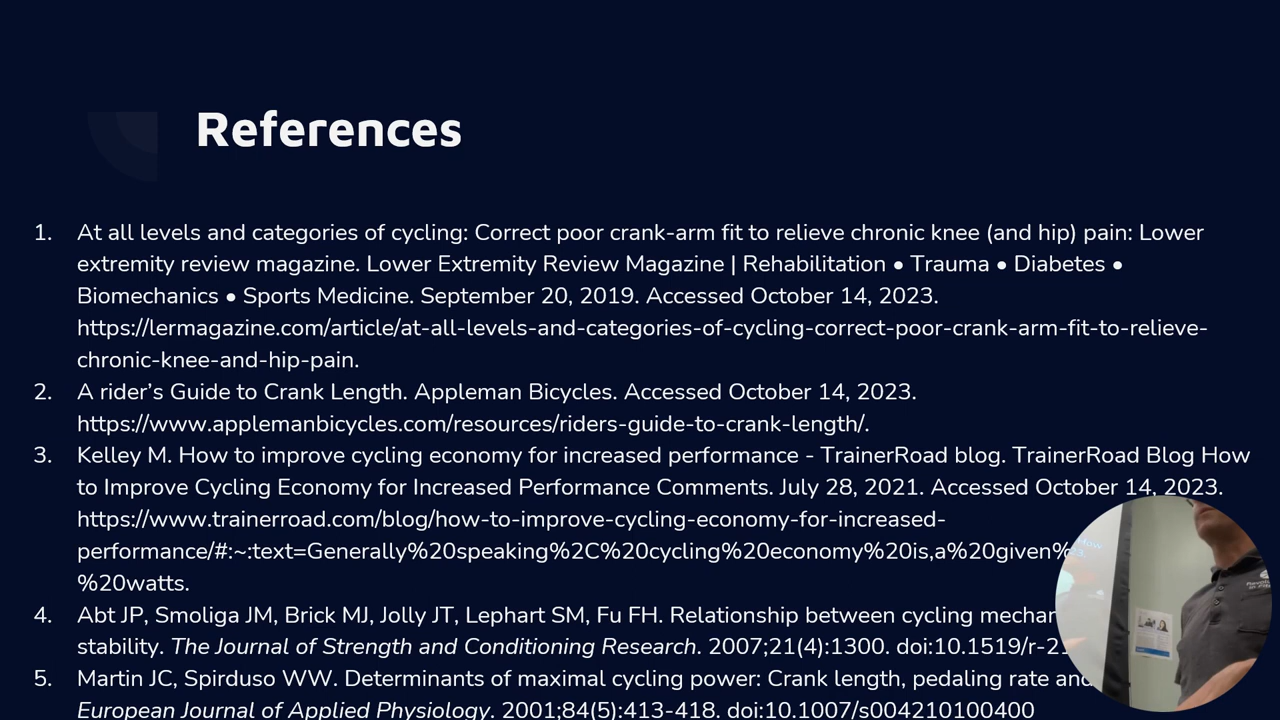 References
1. At all levels and categories of cycling: Correct poor crank-arm fit to relieve chronic knee (and hip) pain: Lower
extremity review magazine. Lower Extremity Review Magazine | Rehabilitation • Trauma • Diabetes •
Biomechanics • Sports Medicine. September 20, 2019. Accessed October 14, 2023.
https://lermagazine.com/article/at-all-levels-and-categories-of-cycling-correct-poor-crank-arm-fit-to-relieve-
chronic-knee-and-hip-pain.
2. A rider’s Guide to Crank Length. Appleman Bicycles. Accessed October 14, 2023.
https://www.applemanbicycles.com/resources/riders-guide-to-crank-length/.
3. Kelley M. How to improve cycling economy for increased performance - TrainerRoad blog. TrainerRoad Blog How
to Improve Cycling Economy for Increased Performance Comments. July 28, 2021. Accessed October 14, 2023.
https://www.trainerroad.com/blog/how-to-improve-cycling-economy-for-increased-
performance/#:~:text=Generally%20speaking%2C%20cycling%20economy%20is,a%20given%
%20watts.
4. Abt JP, Smoliga JM, Brick MJ, Jolly JT, Lephart SM, Fu FH. Relationship between cycling
stability. The Journal of Strength and Conditioning Research. 2007;21(4):1300. doi:10.1519/r-21
5. Martin JC, Spirduso WW. Determinants of maximal cycling power: Crank length, pedaling rate and
European Journal of Applied Physiology. 2001;84(5):413-418. doi:10.1007/s004210100400